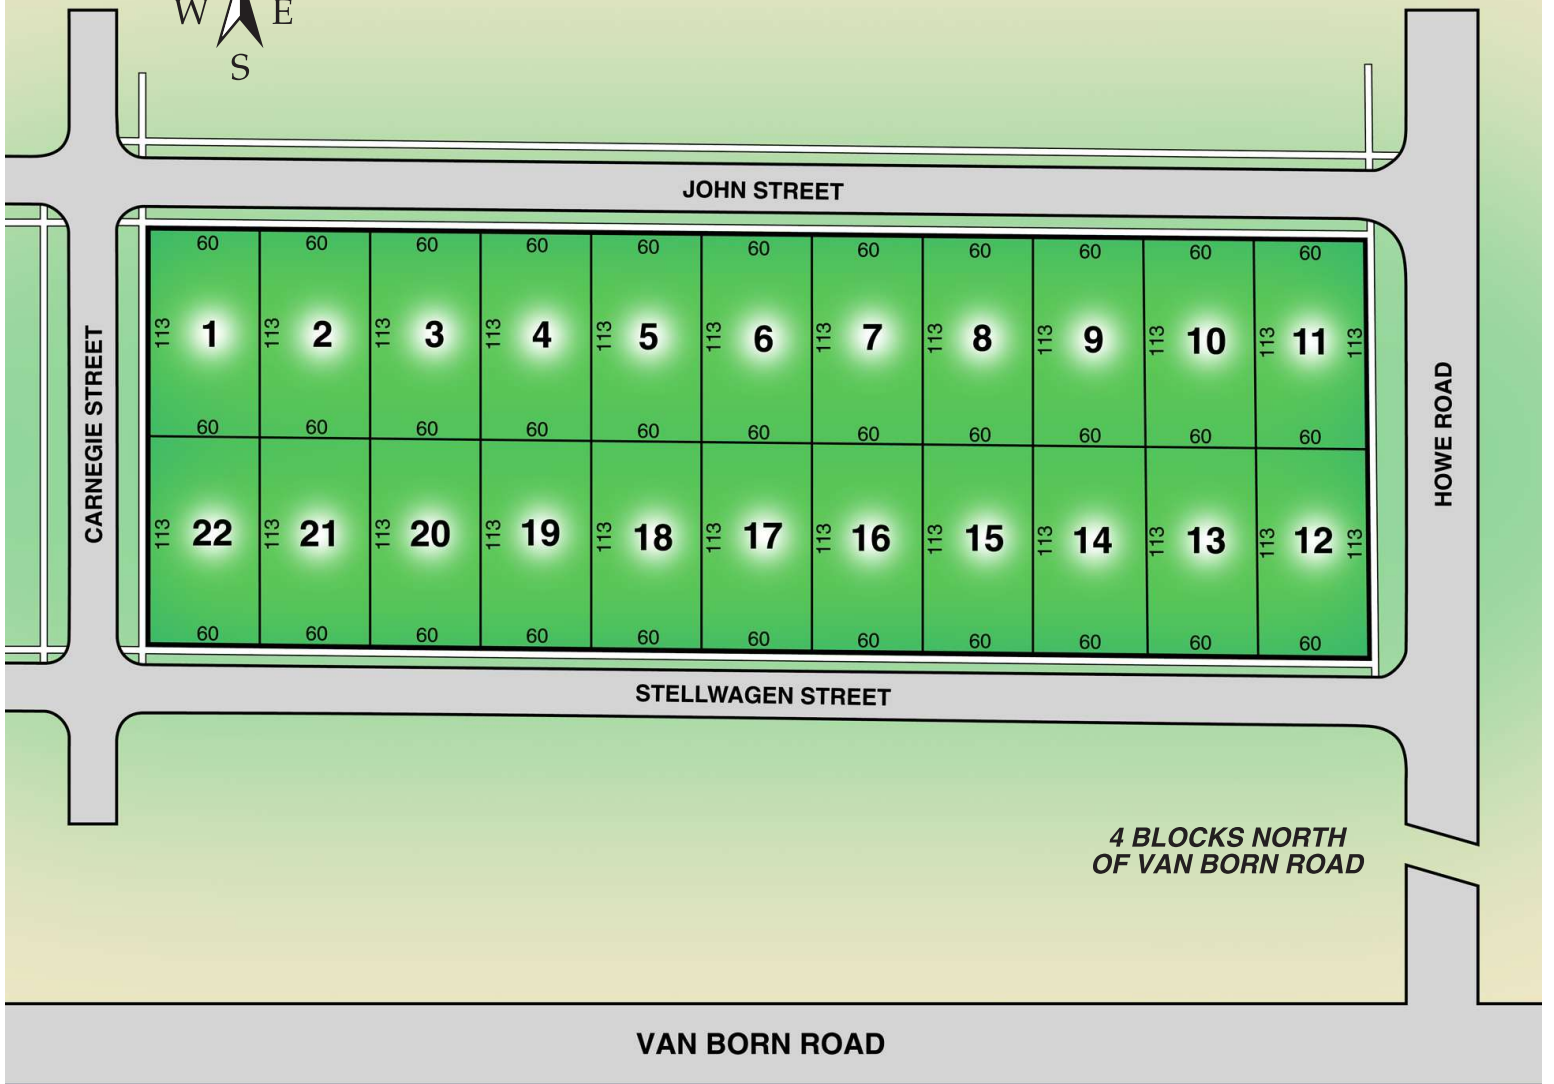 W E
S
JOHN STREET
60 60 60 60 60 60 60 60 60 60 60
113 1 113 2 113 3 113 4 113 5 113 6 113 7 113 8 113 9 113 10 113 11 113
60 60 60 60 60 60 60 60 60 60 60
CARNEGIE STREET
HOWE ROAD
113 22 113 21 113 20 113 19 113 18 113 17 113 16 113 15 113 14 113 13 113 12 113
60 60 60 60 60 60 60 60 60 60 60
STELLWAGEN STREET
4 BLOCKS NORTH
OF VAN BORN ROAD
VAN BORN ROAD